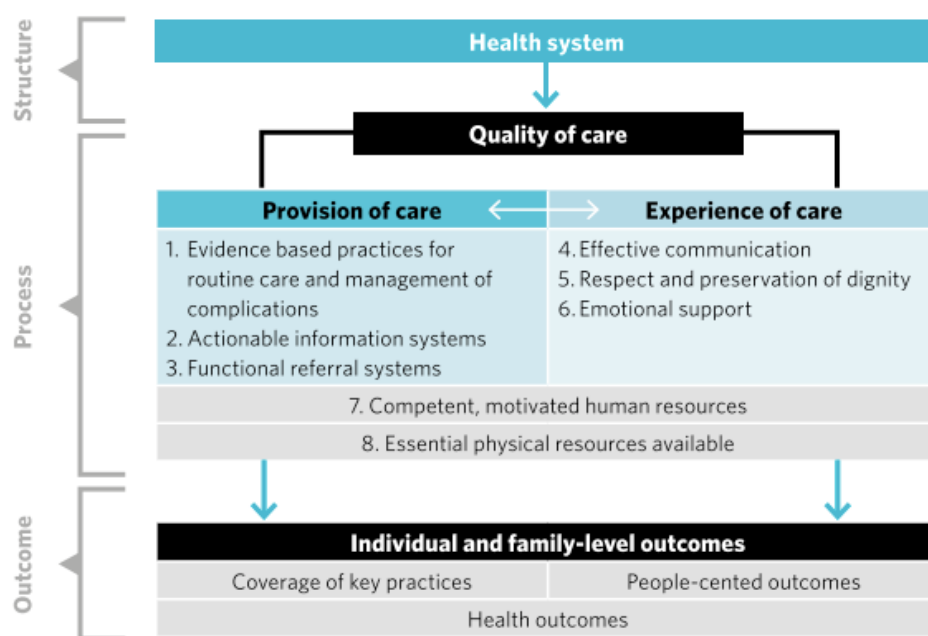 Structure
Health system
Quality of care
Process
Provision of care
Experience of care
1. Evidence based practices for
routine care and management of
complications
2. Actionable information systems
3. Functional referral systems
4. Effective communication
5. Respect and preservation of dignity
6. Emotional support
7. Competent, motivated human resources
8. Essential physical resources available
Outcome
Individual and family-level outcomes
Coverage of key practices
People-cented outcomes
Health outcomes